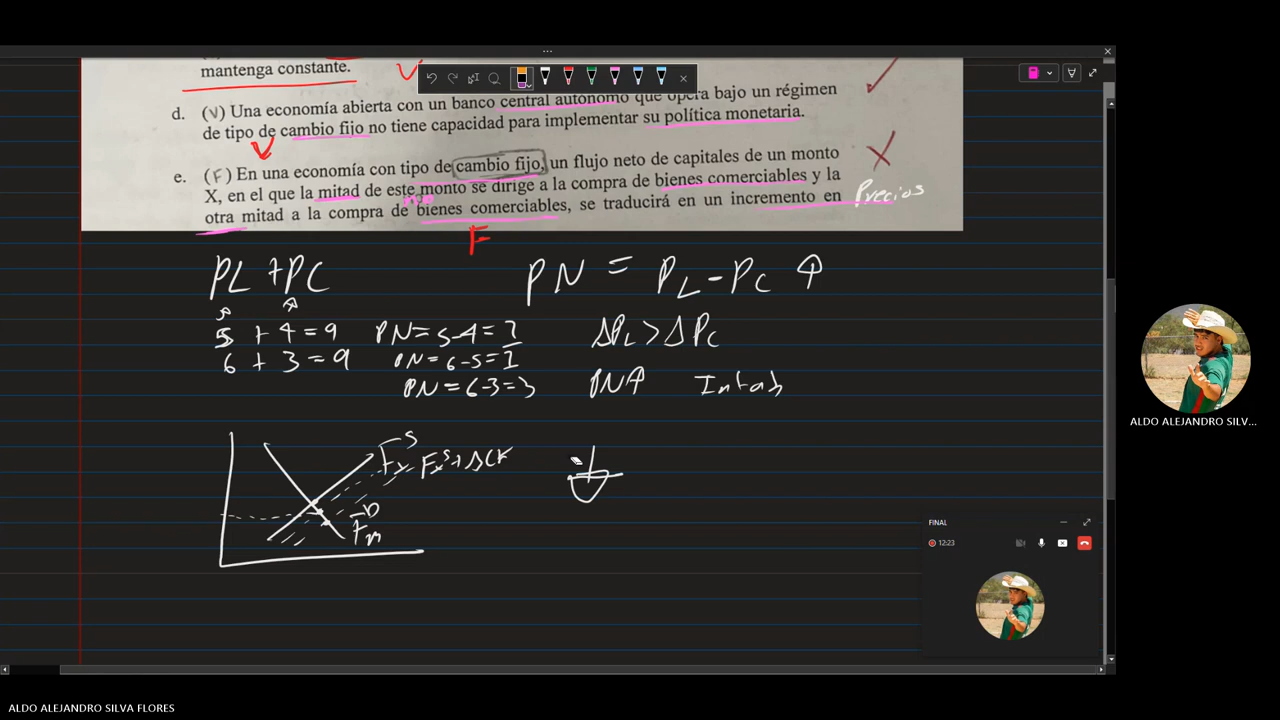 mantenga constante.
V
d. (V) Una economía abierta con un banco central autónomo que opera bajo un régimen
de tipo de cambio fijo no tiene capacidad para implementar su política monetaria.
V
e. (F) En una economía con tipo de cambio fijo, un flujo neto de capitales de un monto
X, en el que la mitad de este monto se dirige a la compra de bienes comerciables y la
otra mitad a la compra de bienes comerciables, se traducirá en un incremento en Precios
F
PL + PC
PN = PL - PC ↑
5 + 4 = 9 PN = 5-4 = 1 ΔPL > ΔPC
6 + 3 = 9 PN = 6-5 = 1
PN = 6-3 = 3 PN↑
ALDO ALEJANDRO SILV...
FINAL
12:23
ALDO ALEJANDRO SILVA FLORES